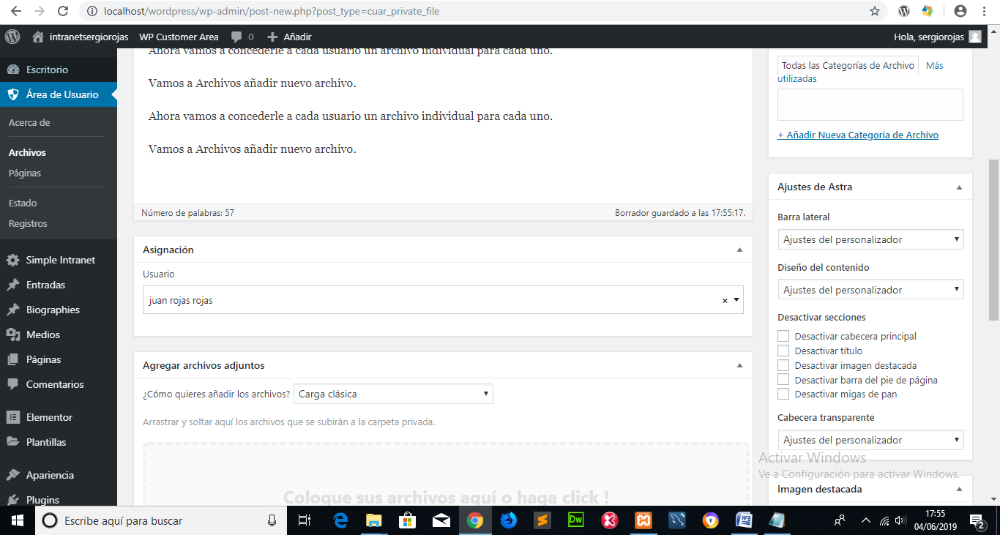 localhost/wordpress/wp-admin/post-new.php?post_type=cuar_private_file
intranetsergiorojas WP Customer Area 0 Añadir Hola, sergiorojas
Escritorio
Área de Usuario
Acerca de
Archivos
Páginas
Estado
Registros
Simple Intranet
Entradas
Biographies
Medios
Páginas
Comentarios
Elementor
Plantillas
Apariencia
Plugins
Ahora vamos a concederle a cada usuario un archivo individual para cada uno.
Vamos a Archivos añadir nuevo archivo.
Ahora vamos a concederle a cada usuario un archivo individual para cada uno.
Vamos a Archivos añadir nuevo archivo.
Número de palabras: 57 Borrador guardado a las 17:55:17.
Asignación
Usuario
juan rojas rojas
Agregar archivos adjuntos
¿Cómo quieres añadir los archivos? Carga clásica
Arrastrar y soltar aquí los archivos que se subirán a la carpeta privada.
Coloque sus archivos aquí o haga click !
Todas las Categorías de Archivo Más
utilizadas
+ Añadir Nueva Categoría de Archivo
Ajustes de Astra
Barra lateral
Ajustes del personalizador
Diseño del contenido
Ajustes del personalizador
Desactivar secciones
Desactivar cabecera principal
Desactivar título
Desactivar imagen destacada
Desactivar barra del pie de página
Desactivar migas de pan
Cabecera transparente
Ajustes del personalizador
Activar Windows
Ve a Configuración para activar Windows.
Imagen destacada
Escribe aquí para buscar
Dw
17:55
04/06/2019
2